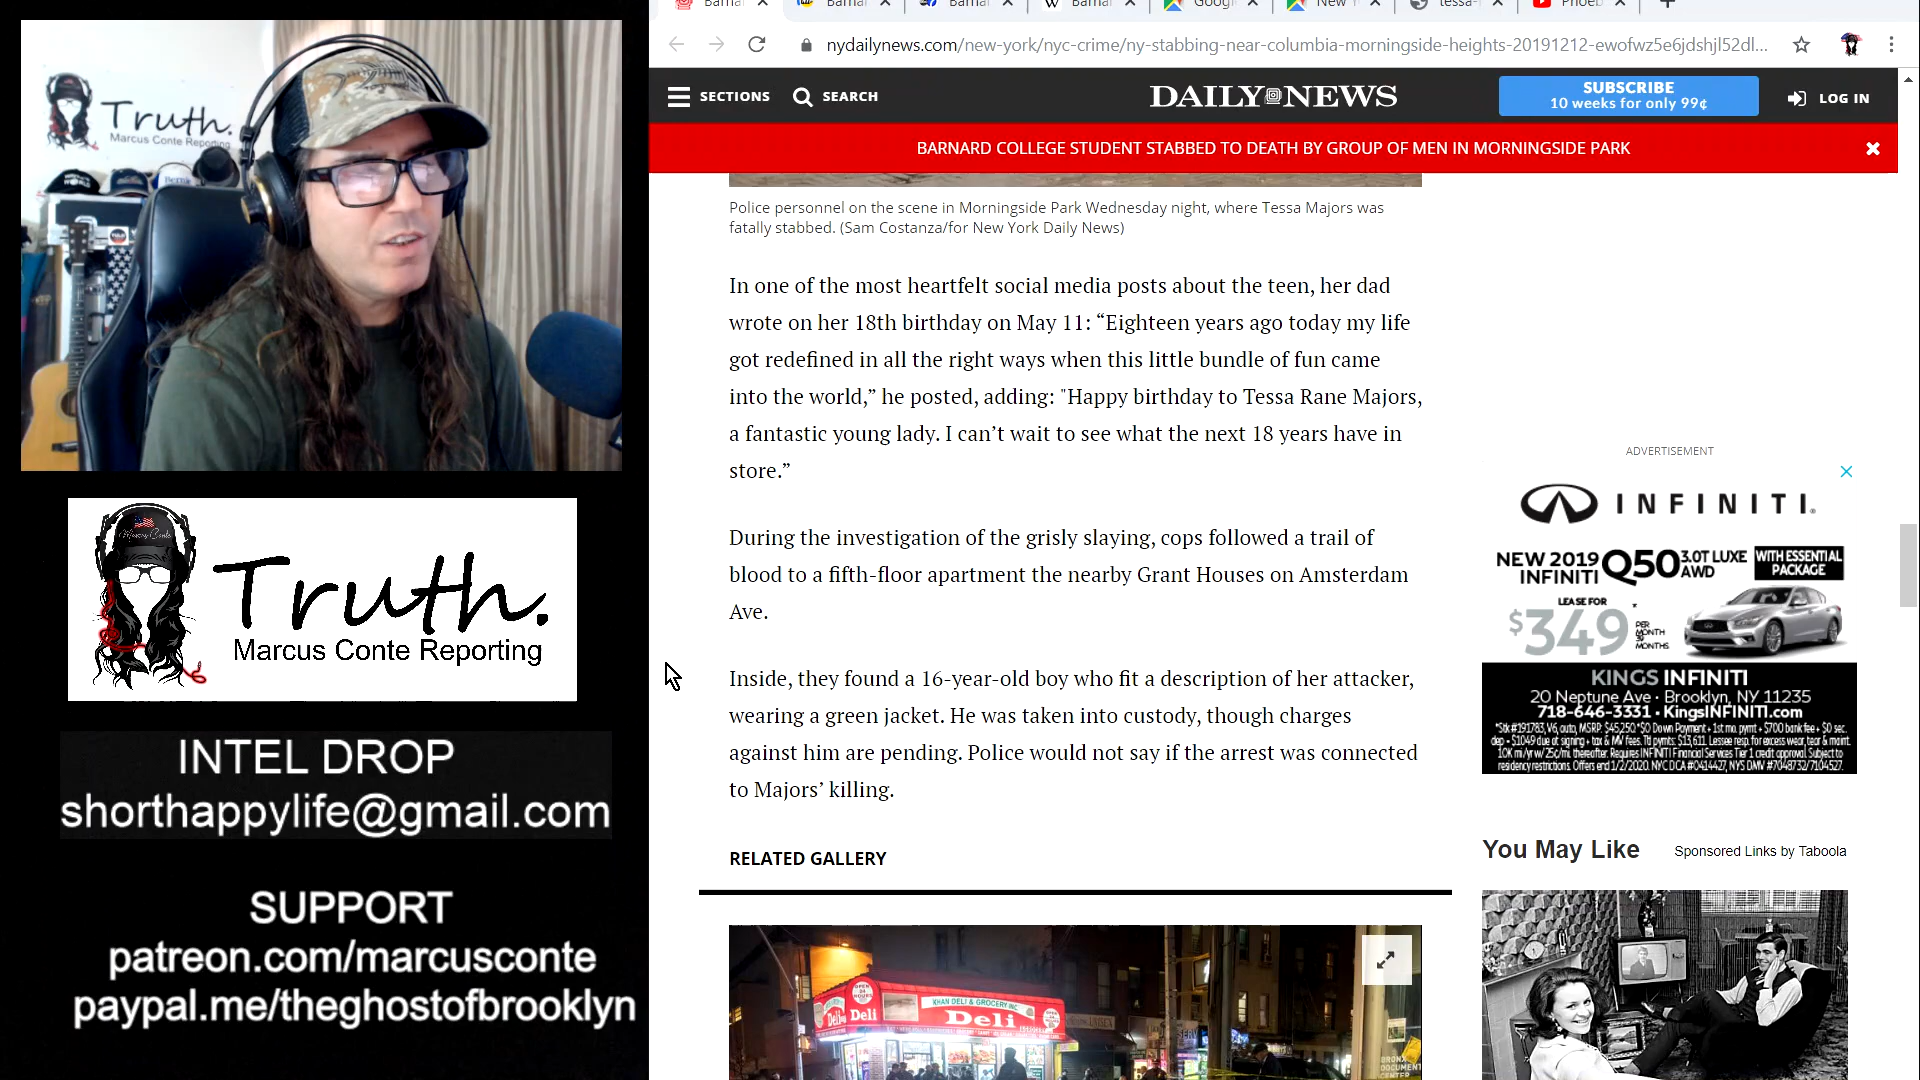 Truth.
Marcus Conte Reporting
Truth.
Marcus Conte Reporting
INTEL DROP
shorthappylife@gmail.com
SUPPORT
patreon.com/marcusconte
paypal.me/theghostofbrooklyn
nydailynews.com/new-york/nyc-crime/ny-stabbing-near-columbia-morningside-heights-20191212-ewofwz5e6jdshjl52dl...
SECTIONS
SEARCH
DAILY NEWS
SUBSCRIBE
10 weeks for only 99¢
LOG IN
BARNARD COLLEGE STUDENT STABBED TO DEATH BY GROUP OF MEN IN MORNINGSIDE PARK
Police personnel on the scene in Morningside Park Wednesday night, where Tessa Majors was
fatally stabbed. (Sam Costanza/for New York Daily News)
In one of the most heartfelt social media posts about the teen, her dad
wrote on her 18th birthday on May 11: “Eighteen years ago today my life
got redefined in all the right ways when this little bundle of fun came
into the world,” he posted, adding: "Happy birthday to Tessa Rane Majors,
a fantastic young lady. I can’t wait to see what the next 18 years have in
store.”
During the investigation of the grisly slaying, cops followed a trail of
blood to a fifth-floor apartment the nearby Grant Houses on Amsterdam
Ave.
Inside, they found a 16-year-old boy who fit a description of her attacker,
wearing a green jacket. He was taken into custody, though charges
against him are pending. Police would not say if the arrest was connected
to Majors’ killing.
RELATED GALLERY
KHAN DELI & GROCERY INC.
Deli
Deli
ADVERTISEMENT
INFINITI
NEW 2019
INFINITI Q50 3.0T LUXE
AWD
WITH ESSENTIAL
PACKAGE
LEASE FOR
$349
PER
MONTH
39
MONTHS
KINGS INFINITI
20 Neptune Ave • Brooklyn, NY 11235
718-646-3331 • KingsINFINITI.com
You May Like
Sponsored Links by Taboola